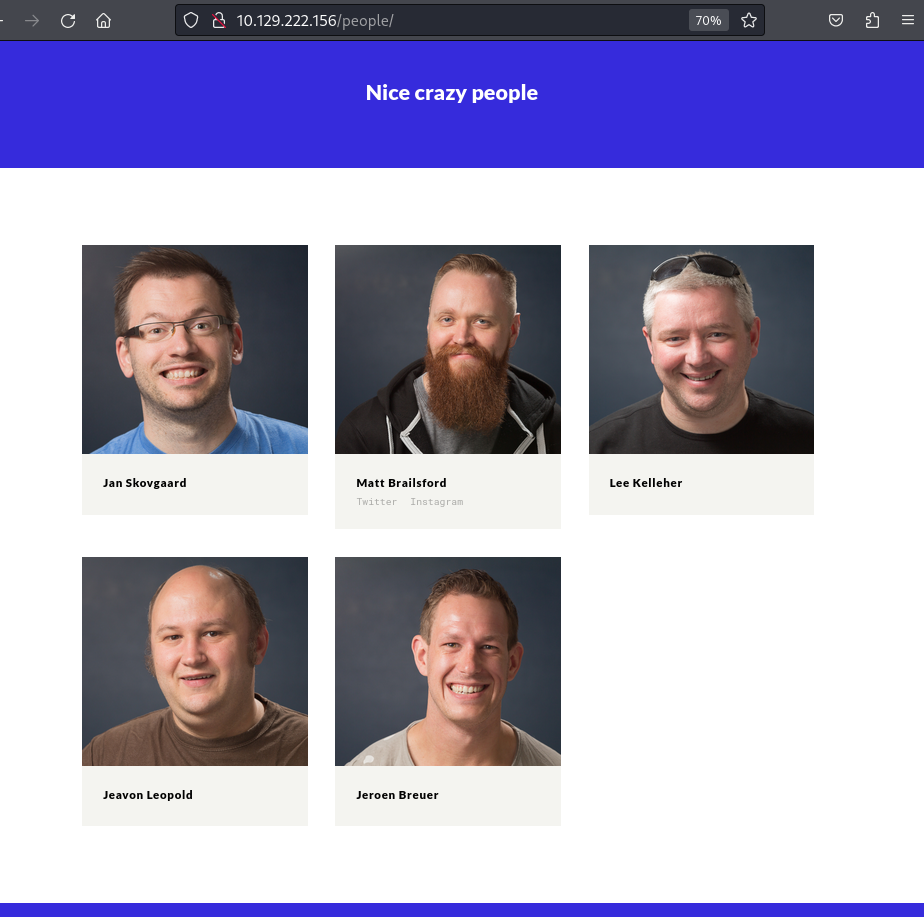 10.129.222.156/people/
70%
Nice crazy people
Jan Skovgaard
Matt Brailsford
Twitter Instagram
Lee Kelleher
Jeavon Leopold
Jeroen Breuer